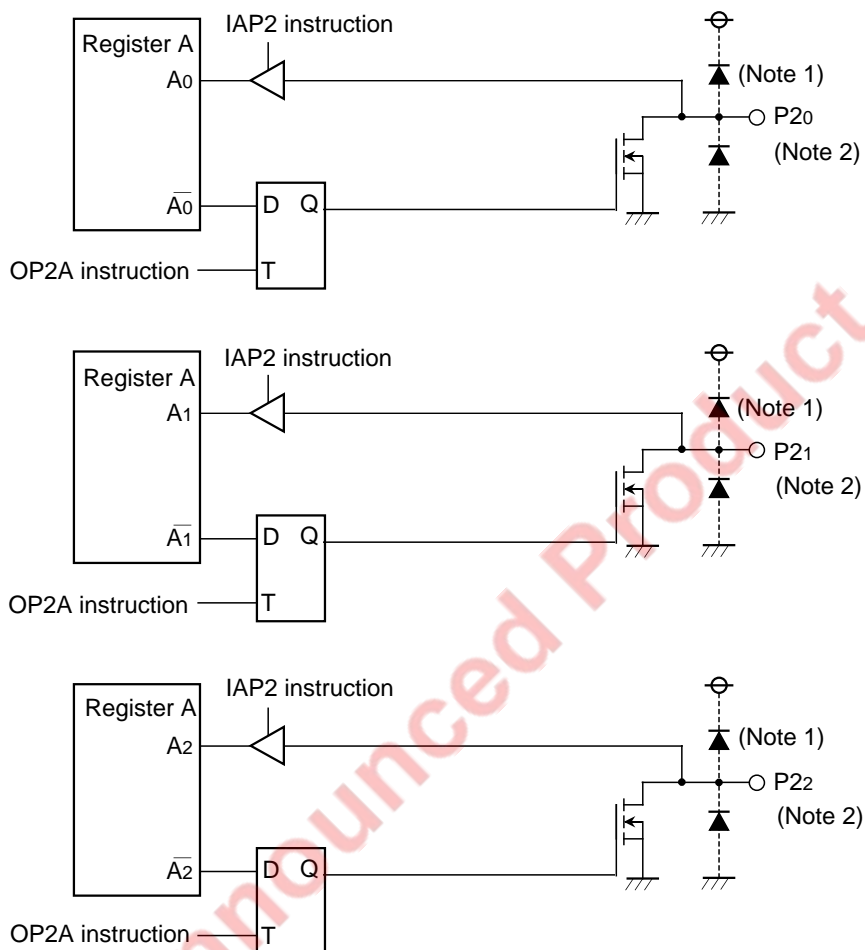 IAP2 instruction
Register A
A0
(Note 1)
P20
(Note 2)
A0
D Q
OP2A instruction
T
IAP2 instruction
Register A
A1
(Note 1)
P21
(Note 2)
A1
D Q
OP2A instruction
T
IAP2 instruction
Register A
A2
(Note 1)
P22
(Note 2)
A2
D Q
OP2A instruction
T
nounced Product